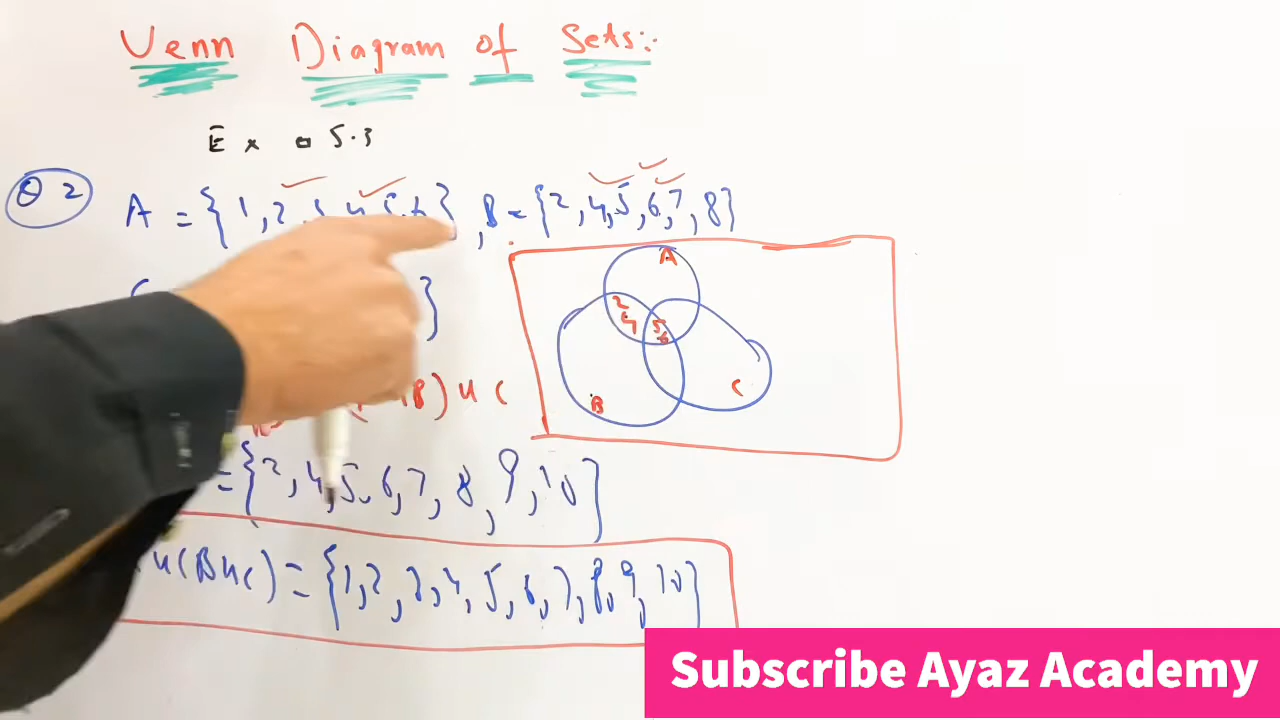 Venn Diagram of Sets:-
Ex 5.3
Q 2 A = {1, 2, 3, 4, 5, 6}, B = {2, 4, 5, 6, 7, 8}
A
2
4
5
6
B
C
) ∪ C
= {2, 4, 5, 6, 7, 8, 9, 10}
∪(B∪C) = {1, 2, 3, 4, 5, 6, 7, 8, 9, 10}
Subscribe Ayaz Academy